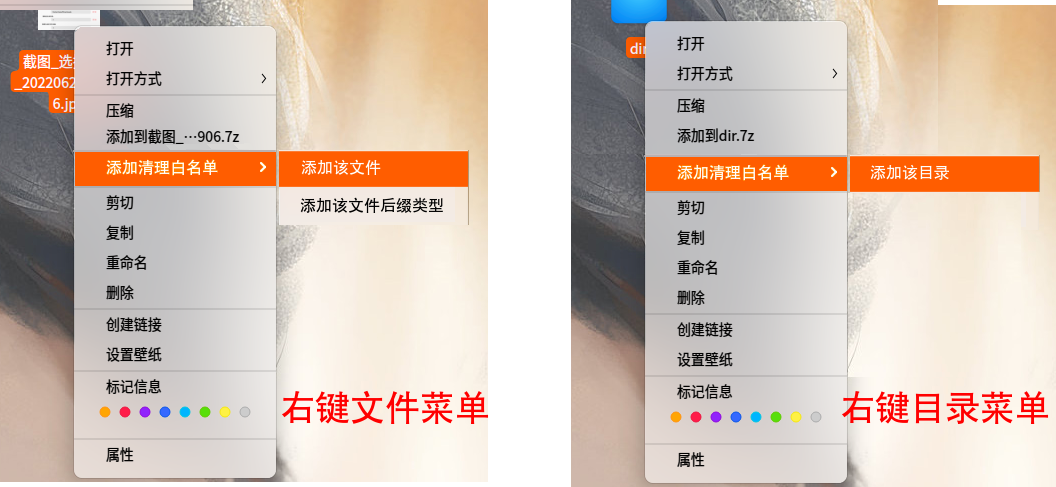 截图_选
_2022062
6.jp
打开
打开方式
压缩
添加到截图_···906.7z
添加清理白名单
添加该文件
添加该文件后缀类型
剪切
复制
重命名
删除
创建链接
设置壁纸
标记信息
属性
右键文件菜单
dir
打开
打开方式
压缩
添加到dir.7z
添加清理白名单
添加该目录
剪切
复制
重命名
删除
创建链接
设置壁纸
标记信息
属性
右键目录菜单